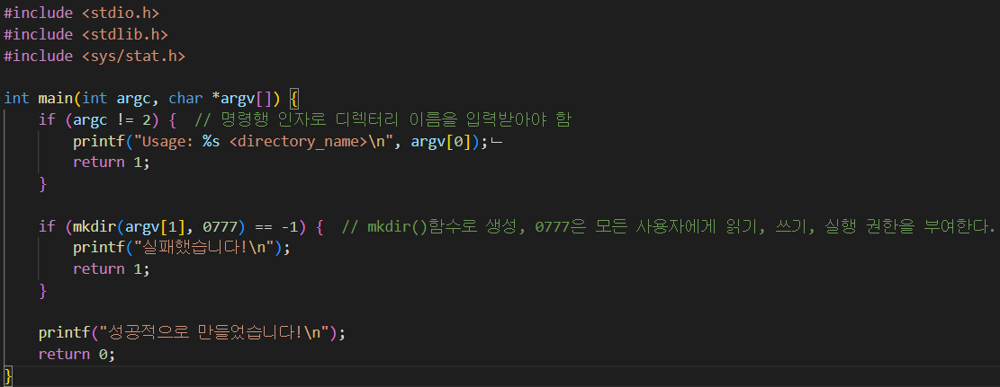 #include <stdio.h>
#include <stdlib.h>
#include <sys/stat.h>
int main(int argc, char *argv[]) {
if (argc != 2) {  // 명령행 인자로 디렉터리 이름을 입력받아야 함
printf("Usage: %s <directory_name>\n", argv[0]);ㄴ
return 1;
}
if (mkdir(argv[1], 0777) == -1) {  // mkdir()함수로 생성, 0777은 모든 사용자에게 읽기, 쓰기, 실행 권한을 부여한다.
printf("실패했습니다!\n");
return 1;
}
printf("성공적으로 만들었습니다!\n");
return 0;
}